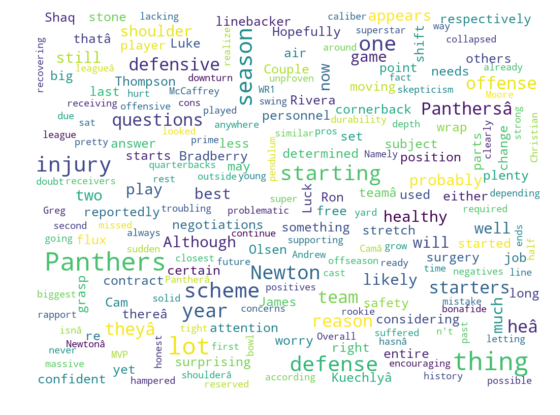 Shaq stone linebacker appears caliber way collapsed respectively
recovering lacking shoulder superstar around realize
thatâ player Luke air shift others
still defensive season one game now Couple unproven fact already
big leagueâ downturn WR1 offense Moore
last hurt Thompson McCaffrey swing point needs durability Panthersâ
receiving cons offensive played Rivera moving skepticism
due sat anywhere cornerback personnel wrap depth strong Christian
league questions looked prime similar pros set subject parts change
pretty answer starts Bradberry less pendulum determined position clearly
injury doubt receivers quarterbacks rest outside young may starting plenty
two play best Luck Ron teamâ used either depending
Greg reportedly troubling problematic free yard
second missed always negotiations something super stretch required
going flux Although continue supporting healthy will started well ends
rapport sudden Olsen Andrew offseason Camâ grow surgery job half
Panthers closest future ready Newton cast likely time negatives line
biggest contract Pantherâ certain scheme positives team safety starters long
grasp Cam solid concerns James reason considering mistake bonafide
isnâ thereâ year rookie attention Overall suffered n't much past
never Newtonâ re tight first worry right hasnâ letting heâ
massive MVP theyâ honest bowl entire encouraging
confident yet lot surprising defense Kuechlyâ history thing
hampered shoulderâ reserved according possible
probably